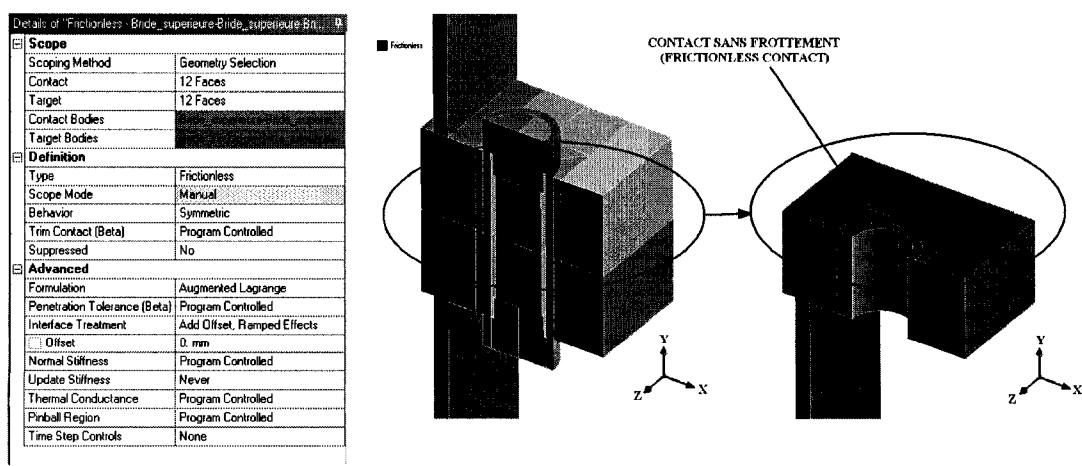 Details of "Frictionless - Bride_superieure-Bride_superieure-Bri...
Scope
Scoping Method Geometry Selection
Contact 12 Faces
Target 12 Faces
Contact Bodies
Target Bodies
Definition
Type Frictionless
Scope Mode Manual
Behavior Symmetric
Trim Contact (Beta) Program Controlled
Suppressed No
Advanced
Formulation Augmented Lagrange
Penetration Tolerance (Beta) Program Controlled
Interface Treatment Add Offset, Ramped Effects
Offset 0. mm
Normal Stiffness Program Controlled
Update Stiffness Never
Thermal Conductance Program Controlled
Pinball Region Program Controlled
Time Step Controls None
Frictionless
CONTACT SANS FROTTEMENT
(FRICTIONLESS CONTACT)
Y
Z
X
Y
Z
X